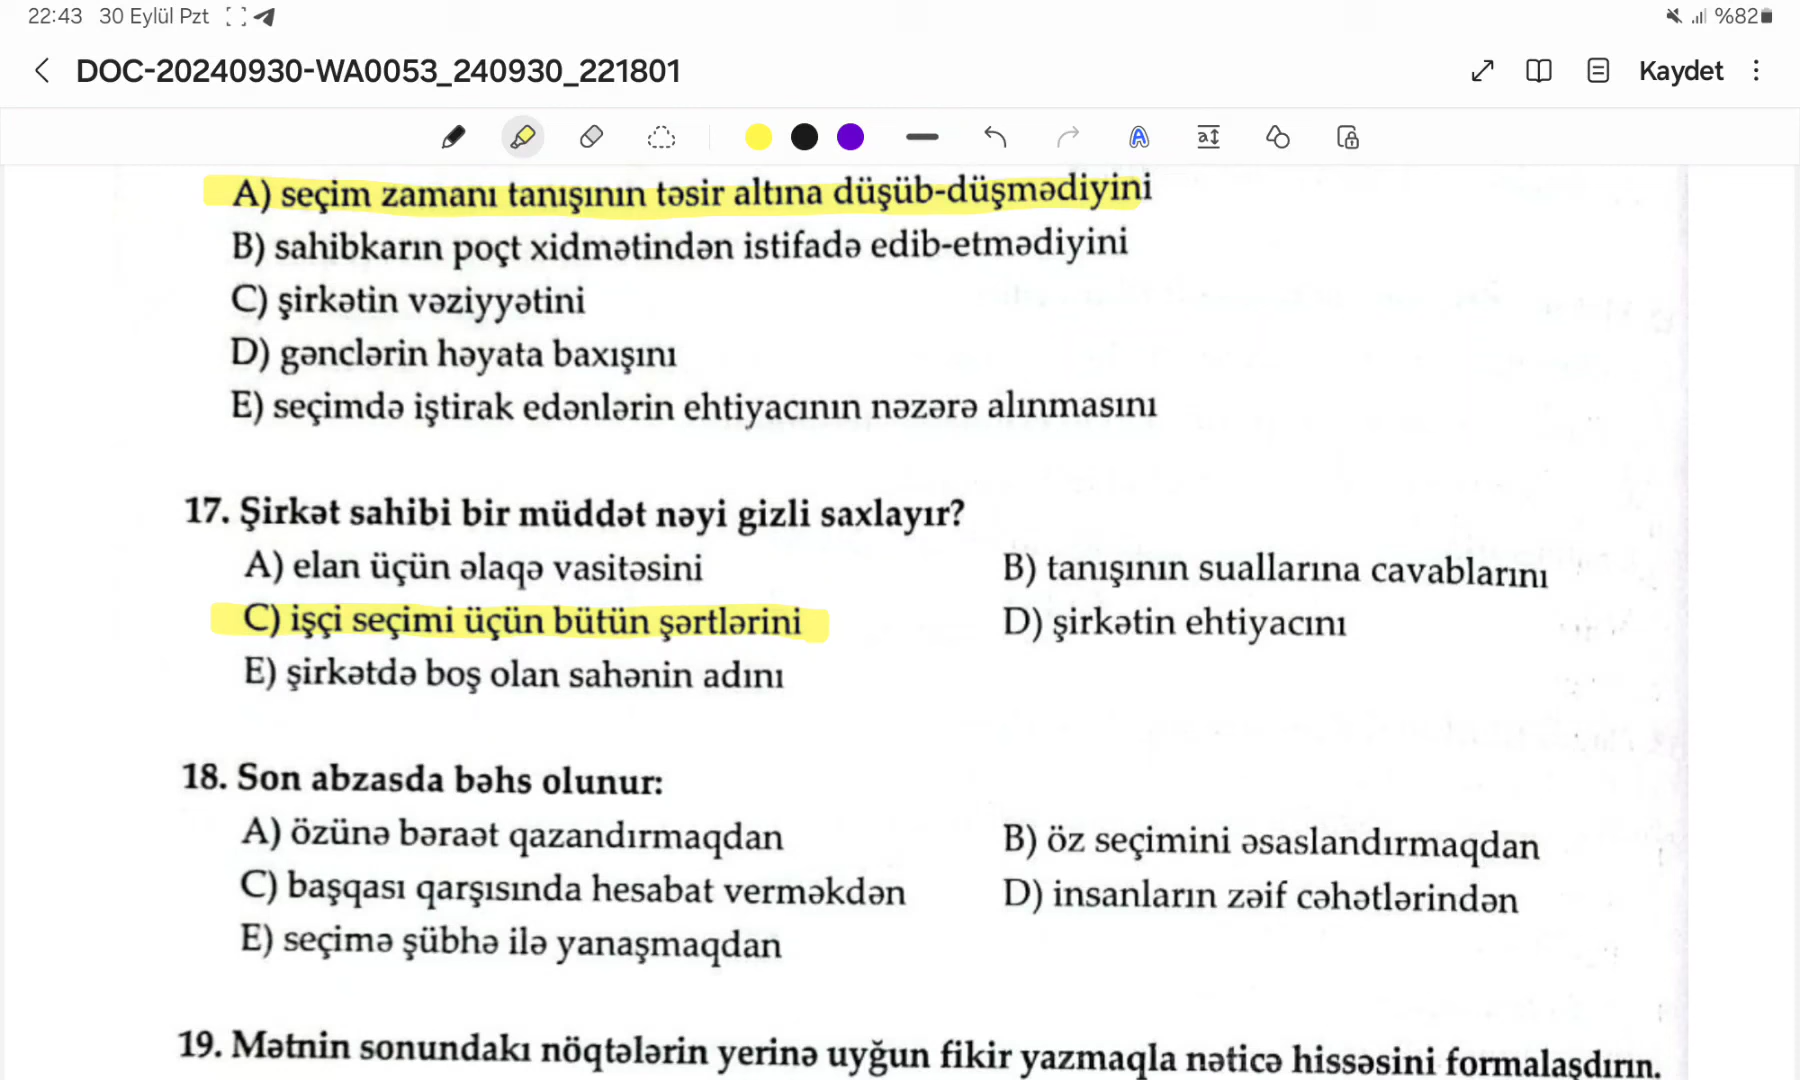 22:43 30 Eylül Pzt %82
DOC-20240930-WA0053_240930_221801 Kaydet
A) seçim zamanı tanışının təsir altına düşüb-düşmədiyini
B) sahibkarın poçt xidmətindən istifadə edib-etmədiyini
C) şirkətin vəziyyətini
D) gənclərin həyata baxışını
E) seçimdə iştirak edənlərin ehtiyacının nəzərə alınmasını
17. Şirkət sahibi bir müddət nəyi gizli saxlayır?
A) elan üçün əlaqə vasitəsini B) tanışının suallarına cavablarını
C) işçi seçimi üçün bütün şərtlərini D) şirkətin ehtiyacını
E) şirkətdə boş olan sahənin adını
18. Son abzasda bəhs olunur:
A) özünə bəraət qazandırmaqdan B) öz seçimini əsaslandırmaqdan
C) başqası qarşısında hesabat verməkdən D) insanların zəif cəhətlərindən
E) seçimə şübhə ilə yanaşmaqdan
19. Mətnin sonundakı nöqtələrin yerinə uyğun fikir yazmaqla nəticə hissəsini formalaşdırın.